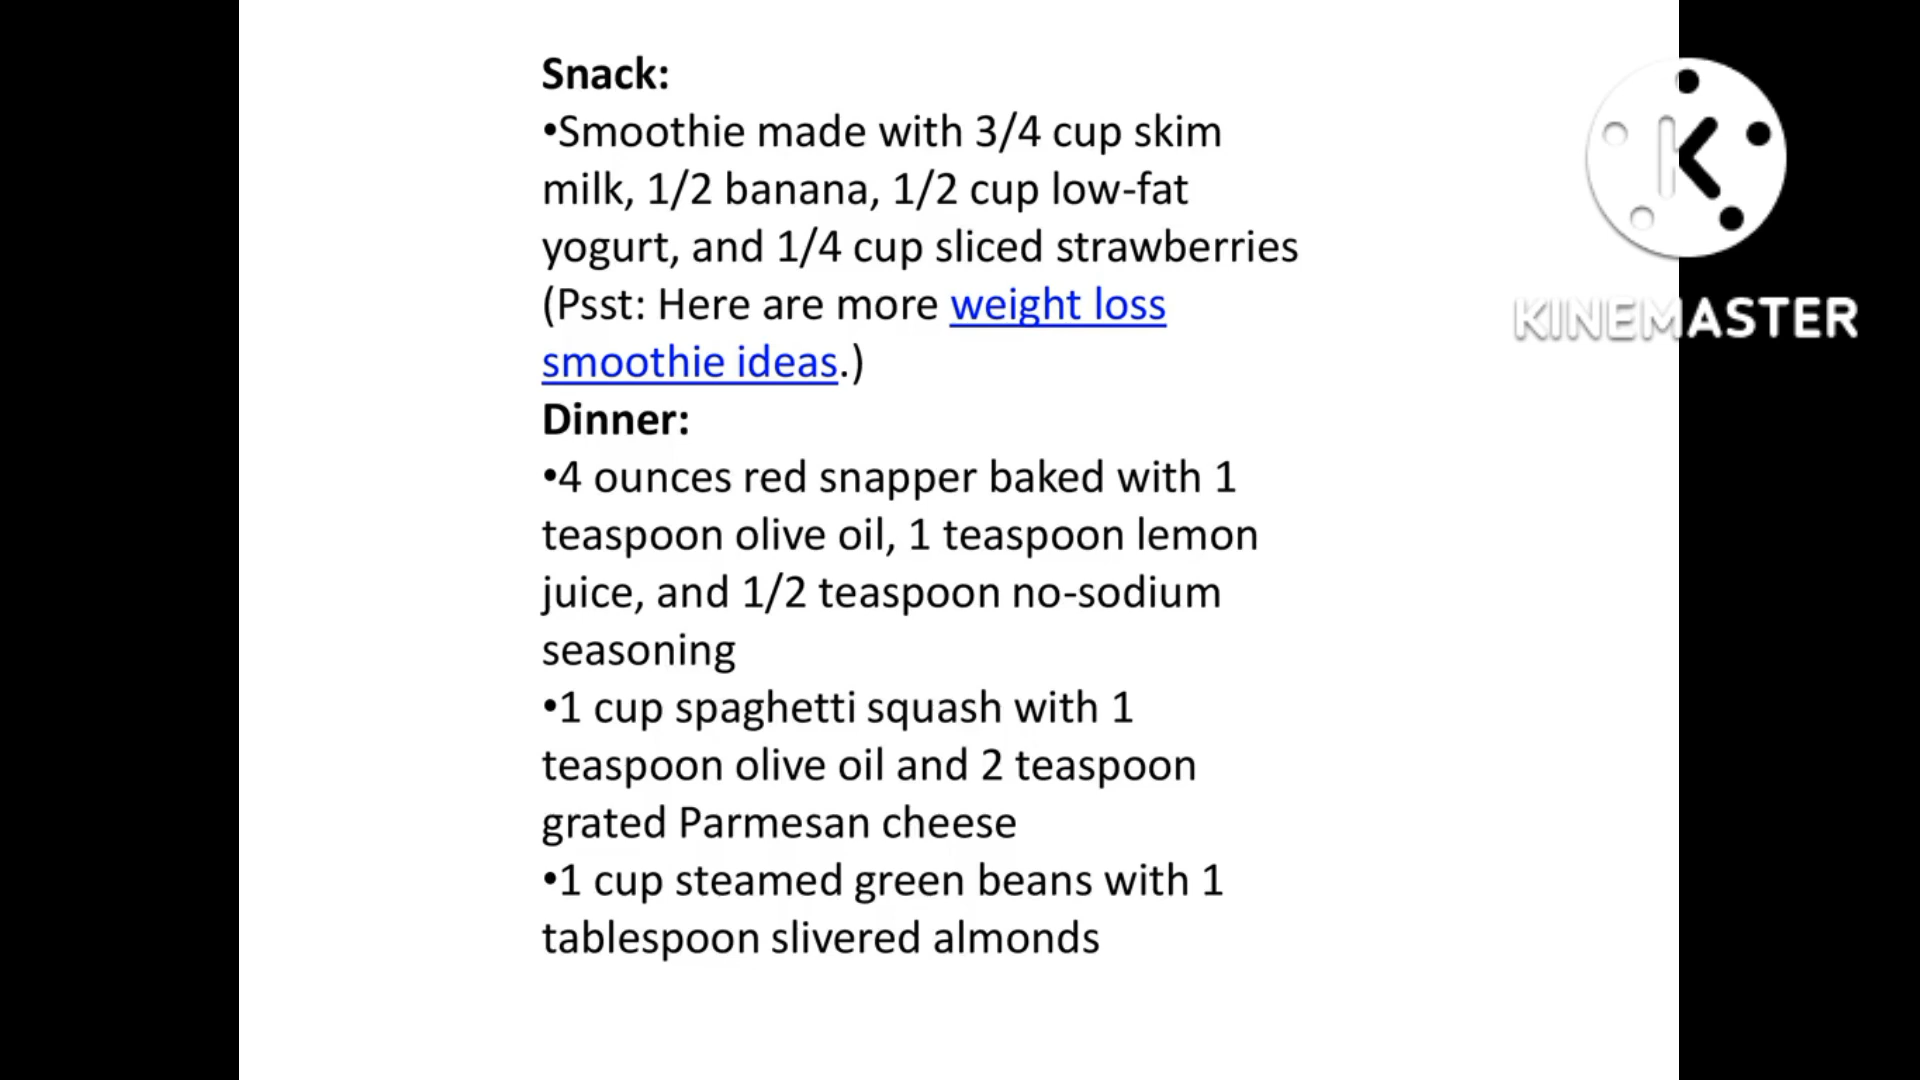 Snack:
•Smoothie made with 3/4 cup skim
milk, 1/2 banana, 1/2 cup low-fat
yogurt, and 1/4 cup sliced strawberries
(Psst: Here are more weight loss
smoothie ideas.)
Dinner:
•4 ounces red snapper baked with 1
teaspoon olive oil, 1 teaspoon lemon
juice, and 1/2 teaspoon no-sodium
seasoning
•1 cup spaghetti squash with 1
teaspoon olive oil and 2 teaspoon
grated Parmesan cheese
•1 cup steamed green beans with 1
tablespoon slivered almonds
K
KINEMASTER